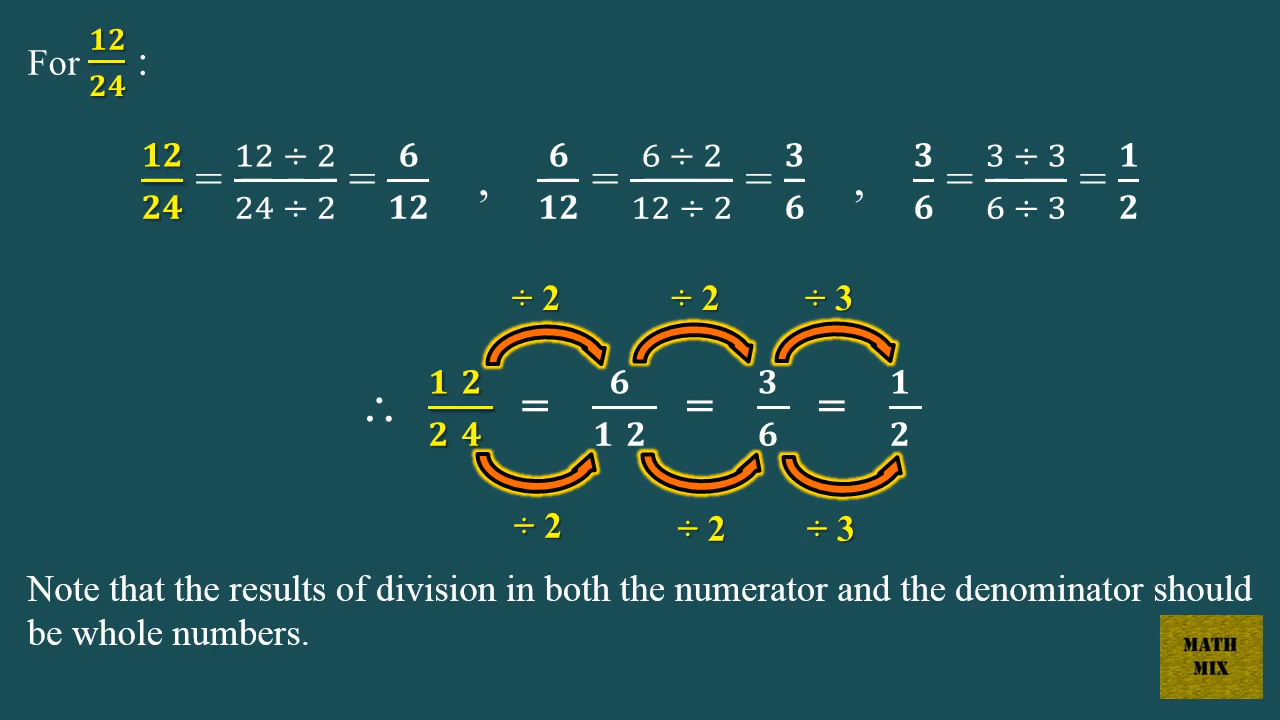 For 12/24 :
12/24 = 12 ÷ 2/24 ÷ 2 = 6/12 , 6/12 = 6 ÷ 2/12 ÷ 2 = 3/6 , 3/6 = 3 ÷ 3/6 ÷ 3 = 1/2
÷ 2 ÷ 2 ÷ 3
∴ 12/24 = 6/12 = 3/6 = 1/2
÷ 2 ÷ 2 ÷ 3
Note that the results of division in both the numerator and the denominator should
be whole numbers.
MATH
MIX